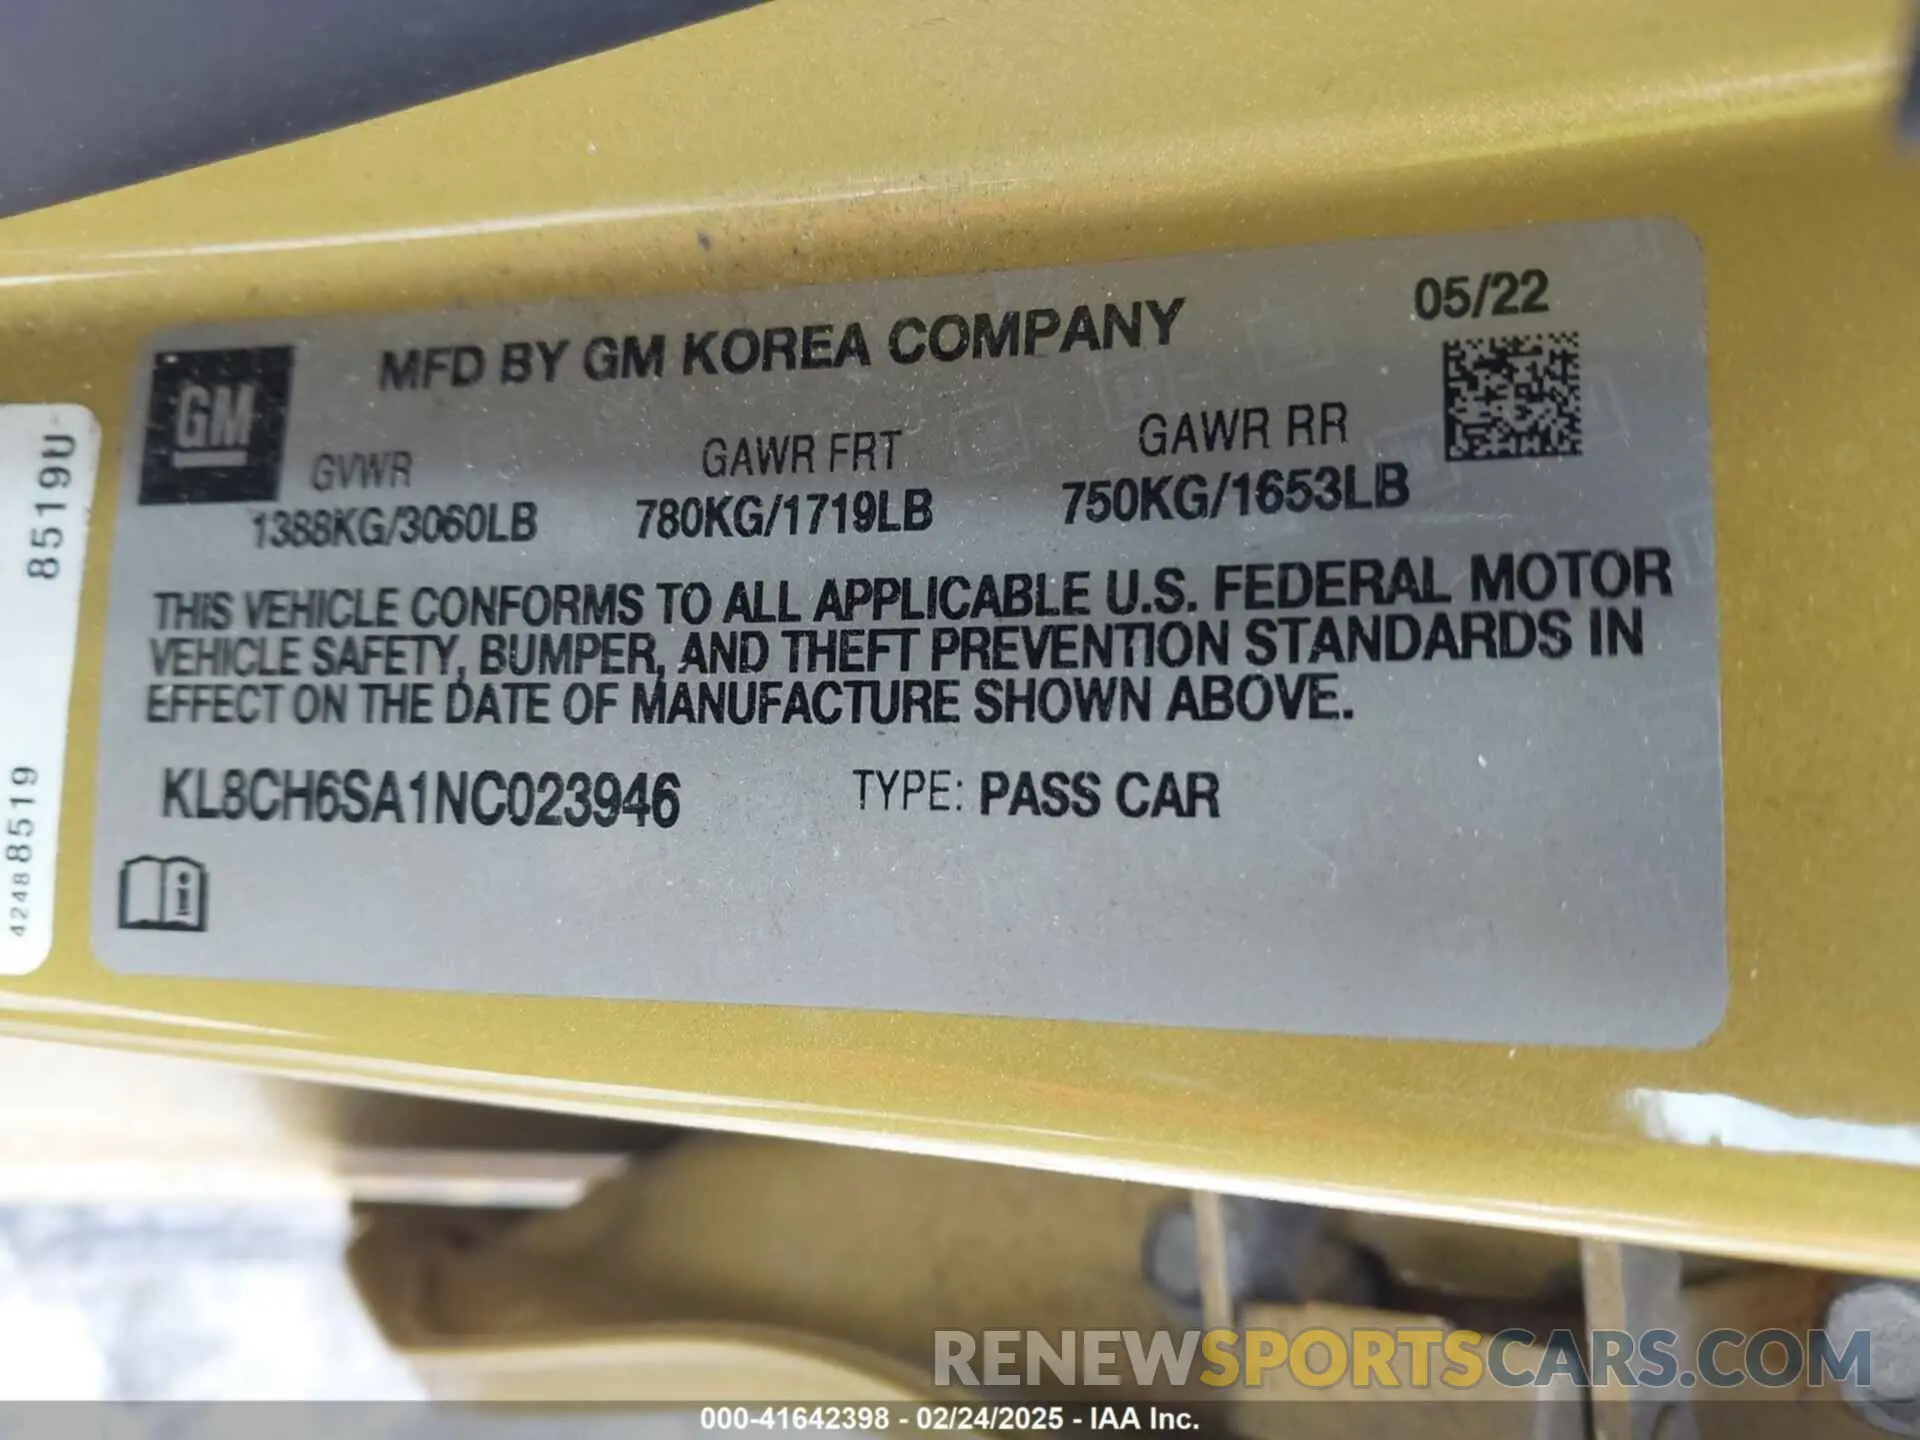 MFD BY GM KOREA COMPANY
05/22
GM
GVWR
GAWR FRT
GAWR RR
1388KG/3060LB
780KG/1719LB
750KG/1653LB
THIS VEHICLE CONFORMS TO ALL APPLICABLE U.S. FEDERAL MOTOR
VEHICLE SAFETY, BUMPER, AND THEFT PREVENTION STANDARDS IN
EFFECT ON THE DATE OF MANUFACTURE SHOWN ABOVE.
KL8CH6SA1NC023946
TYPE: PASS CAR
8519U
42488519
RENEWSPORTSCARS.COM
000-41642398 - 02/24/2025 - IAA Inc.